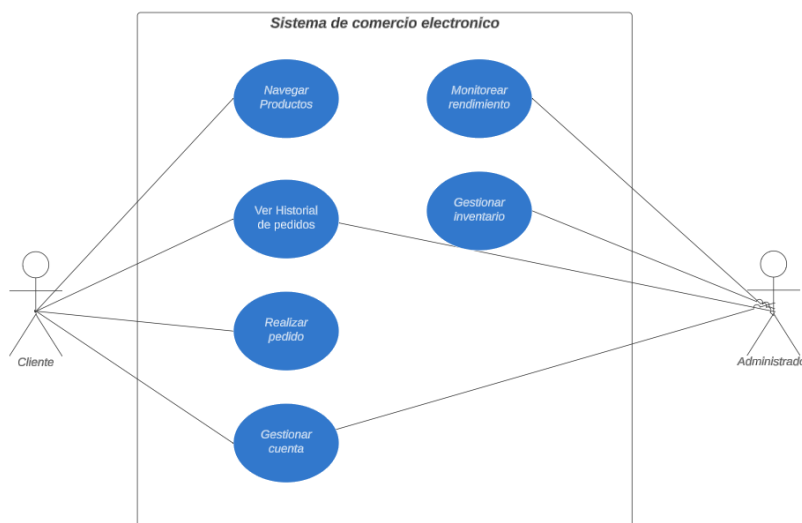 Sistema de comercio electronico
Navegar
Productos
Monitorear
rendimiento
Ver Historial
de pedidos
Gestionar
inventario
Realizar
pedido
Cliente
Administrado
Gestionar
cuenta